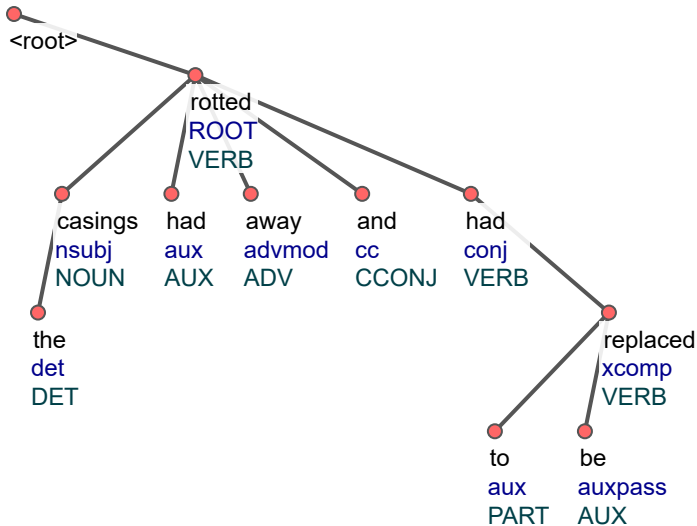 <root>
rotted
ROOT
VERB
casings had away and had
nsubj aux advmod cc conj
NOUN AUX ADV CCONJ VERB
the replaced
det xcomp
DET VERB
to be
aux auxpass
PART AUX